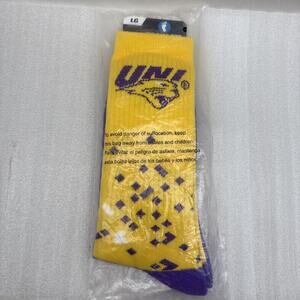 LG
UNI
®
To avoid danger of suffocation, keep
this bag away from babies and children
evitar el peligro de asfixia, mantenga
esta bolsa lejos de los bebés y los niños